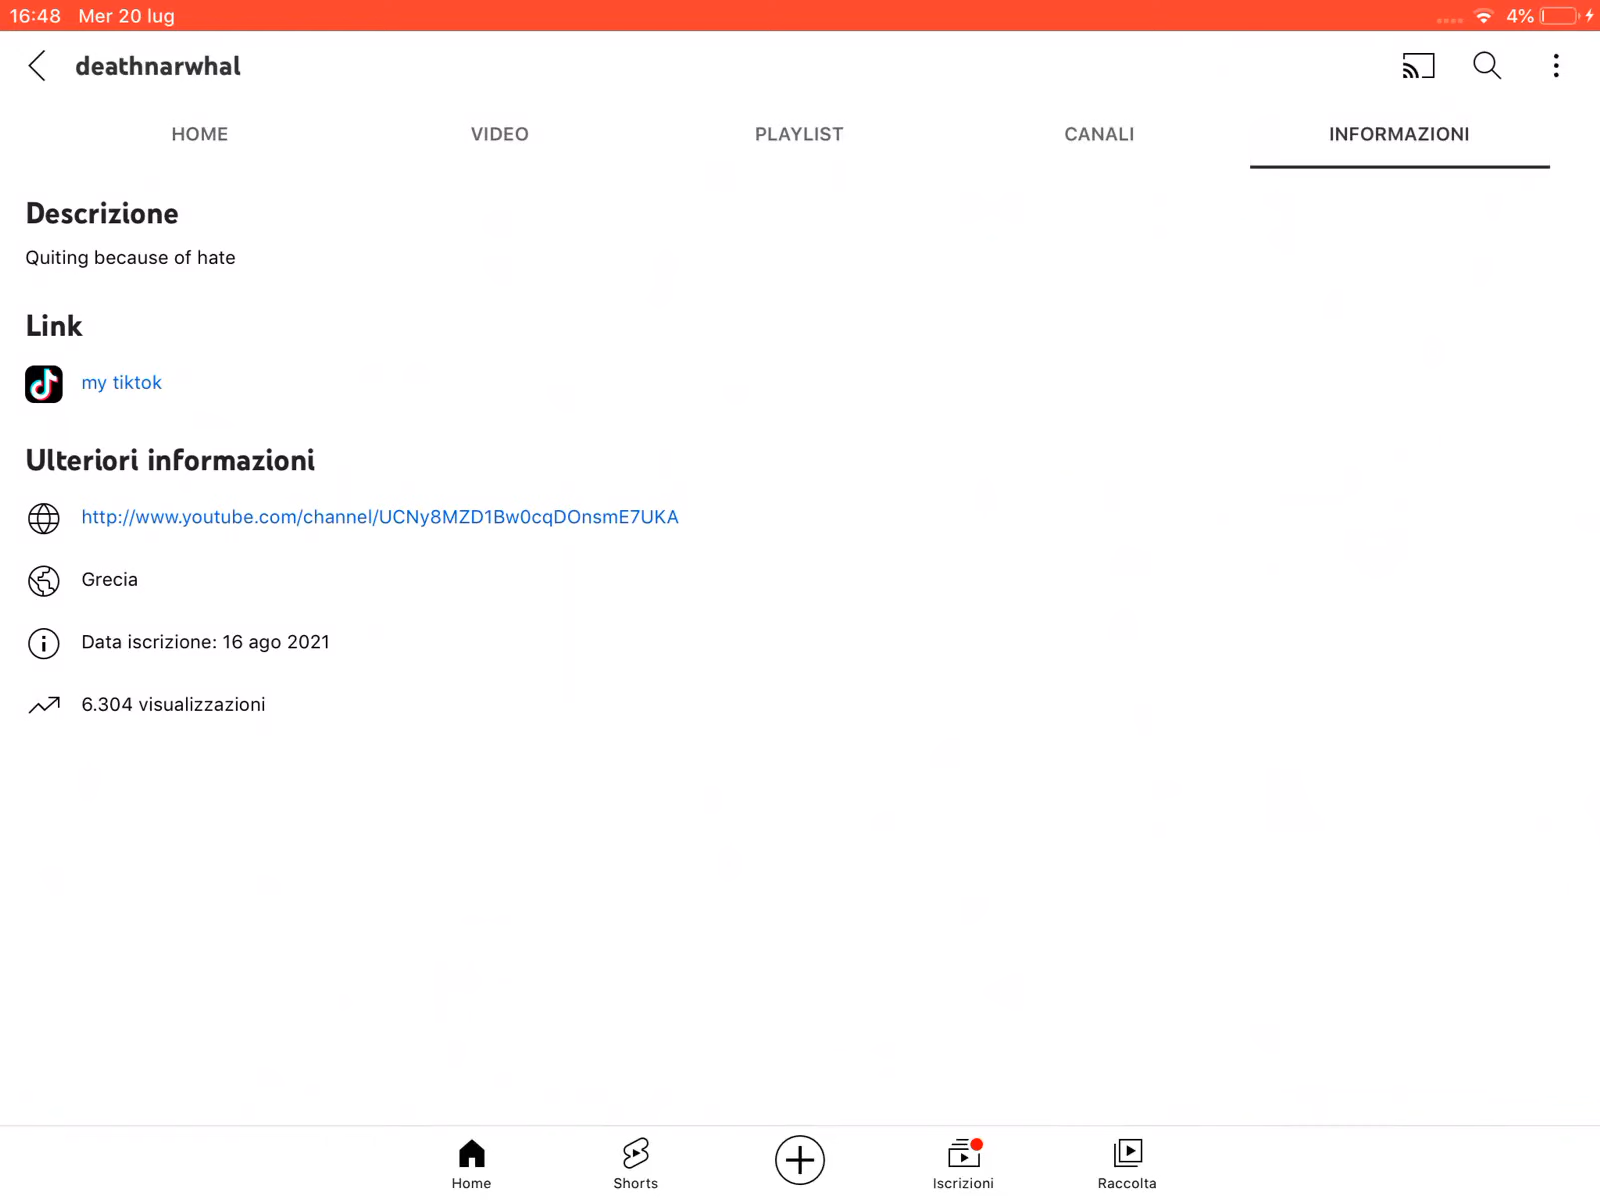 16:48 Mer 20 lug 4%
deathnarwhal
HOME VIDEO PLAYLIST CANALI INFORMAZIONI
Descrizione
Quiting because of hate
Link
my tiktok
Ulteriori informazioni
http://www.youtube.com/channel/UCNy8MZD1Bw0cqDOnsmE7UKA
Grecia
Data iscrizione: 16 ago 2021
6.304 visualizzazioni
Home Shorts Iscrizioni Raccolta